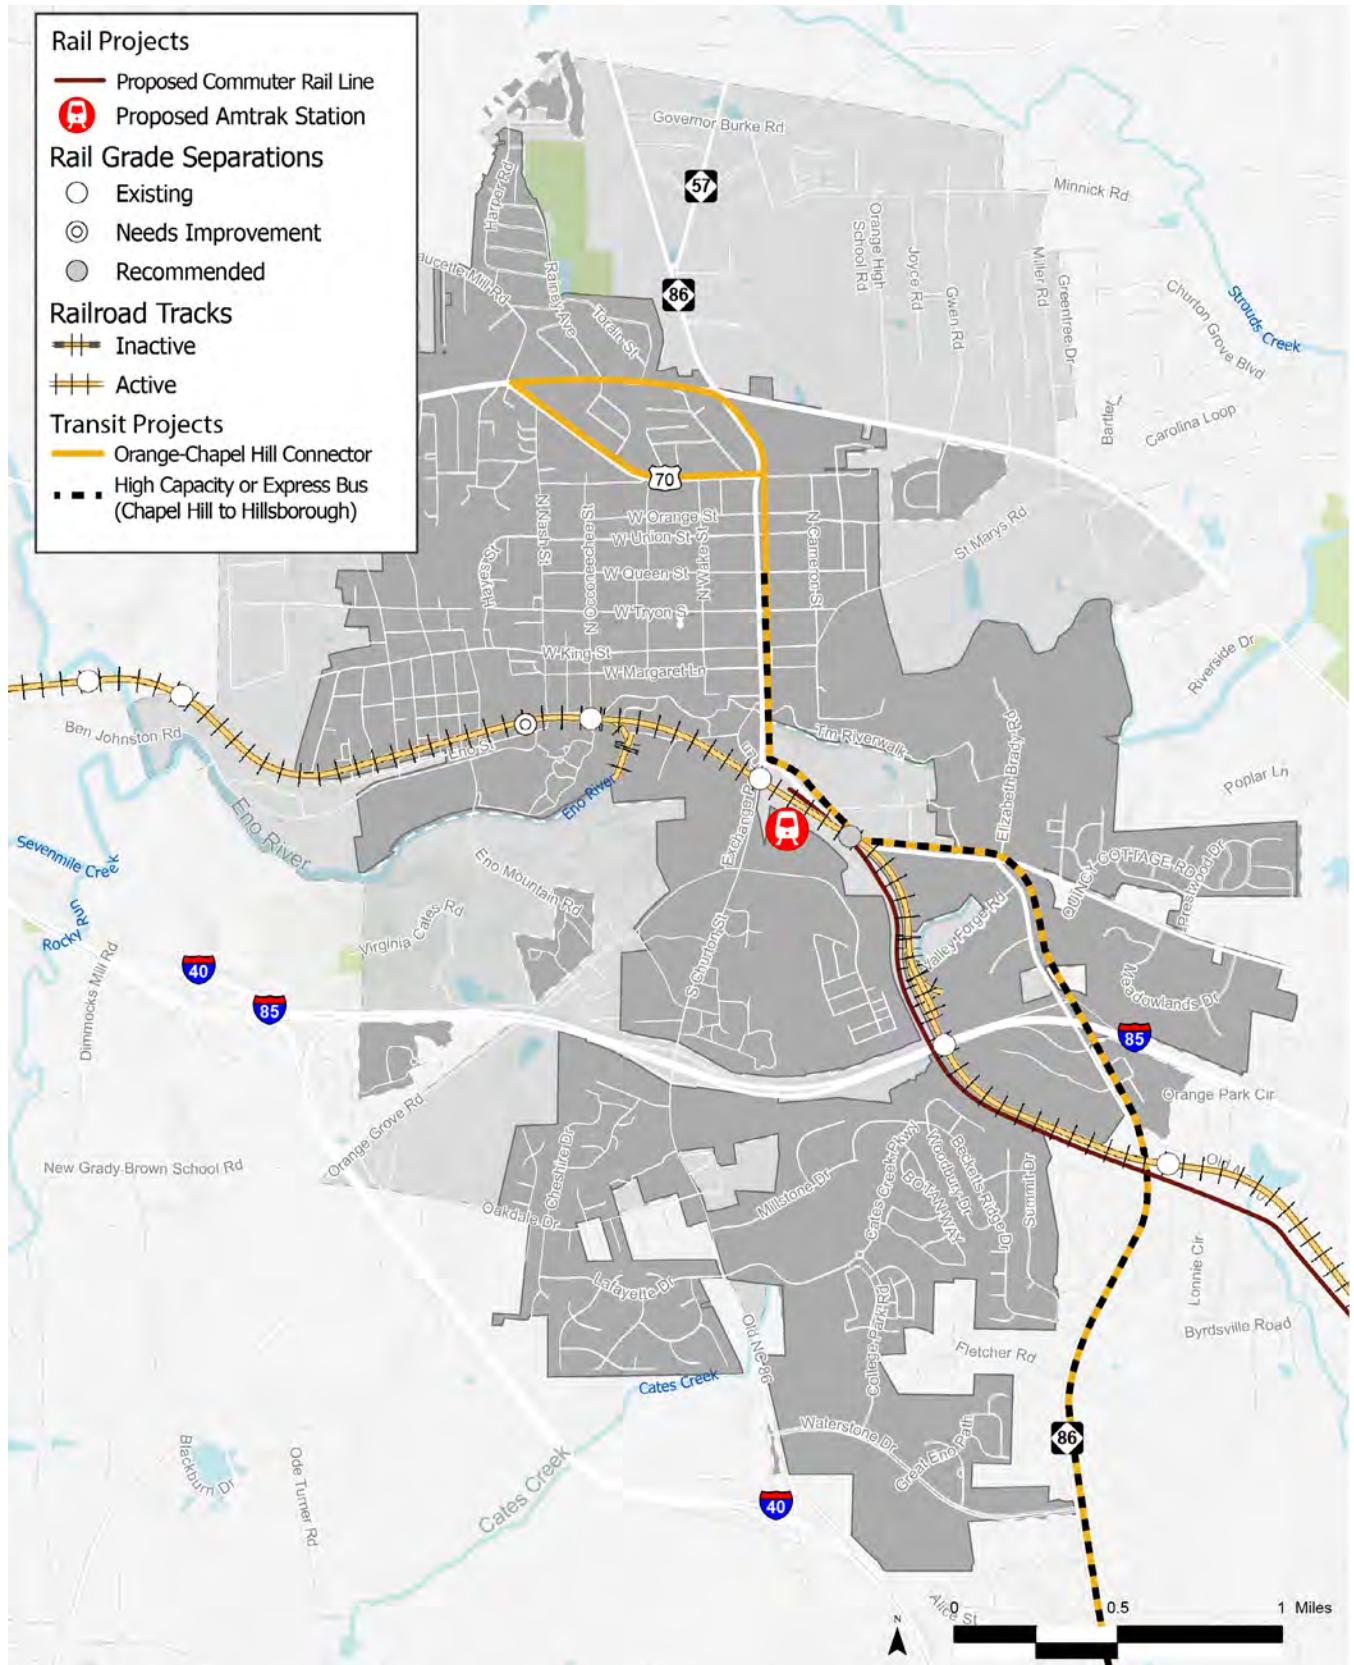 Rail Projects
Proposed Commuter Rail Line
Proposed Amtrak Station
Rail Grade Separations
Existing
Needs Improvement
Recommended
Railroad Tracks
Inactive
Active
Transit Projects
Orange-Chapel Hill Connector
High Capacity or Express Bus
(Chapel Hill to Hillsborough)
Governor Burke Rd
57
Minnick Rd
Harper Rd
Orange High
School Rd
Joyce Rd
Gwen Rd
Miller Rd
Greentree Dr
Churton Grove Blvd
Strouds Creek
aucette Mill Rd
Rainey Ave
Torain St
86
Carolina Loop
70
W Orange St
W Union St
W Queen St
W Tryon S
W King St
W Margaret Ln
Hayes St
N Nash St
N Occoneechee St
N Wake St
N Cameron St
St Marys Rd
Riverside Dr
Poplar Ln
Tm Riverwalk
Elizabeth Brady Rd
Ben Johnston Rd
Eno St
Eno River
Eno River
Sevenmile Creek
Rocky Run
Dimmocks Mill Rd
Virginia Cates Rd
Eno Mountain Rd
S Churton St
Valley Forge Rd
QUINCY COTTAGE RD
Prestwood Dr
Meadowlands Dr
40
85
85
Orange Park Cir
New Grady Brown School Rd
Orange Grove Rd
Cheshire Dr
Oakdale Dr
Lafayette Dr
Millstone Dr
Cates Creek Pkwy
Woodbury Dr
Becketts Ridge Dr
BOTAN WAY
Summit Dr
Lonnie Cir
Byrdsville Road
Fletcher Rd
College Park Rd
Old NC 86
Cates Creek
Cates Creek
Waterstone Dr
Great Eno Path
86
40
Blackburn Dr
Ode Turner Rd
Alice St
N
0 0.5 1 Miles